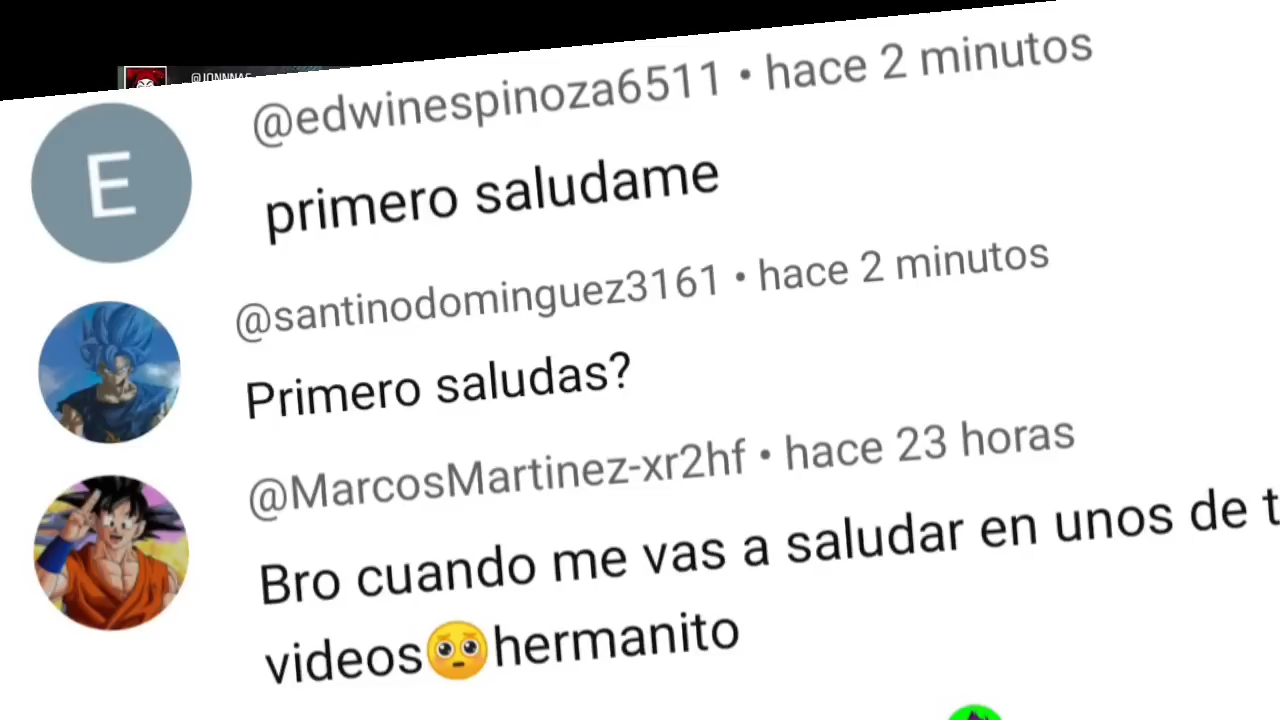 @edwinespinoza6511 • hace 2 minutos
E
primero saludame
@santinodominguez3161 • hace 2 minutos
Primero saludas?
@MarcosMartinez-xr2hf • hace 23 horas
Bro cuando me vas a saludar en unos de
videos🥺hermanito